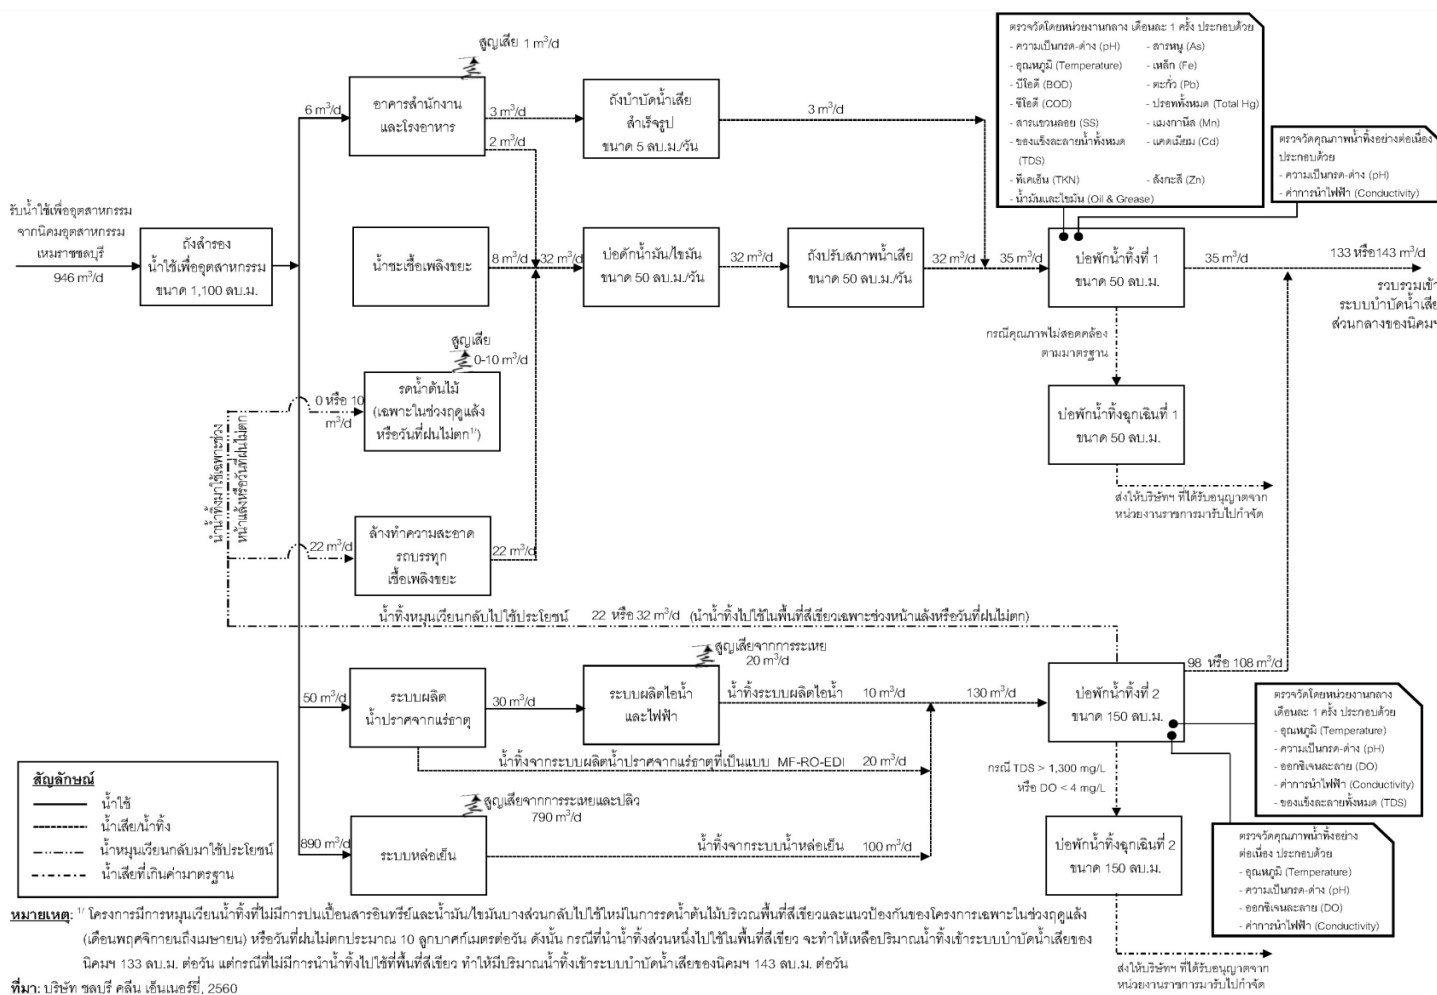 ตรวจวัดโดยหน่วยงานกลาง เดือนละ 1 ครั้ง ประกอบด้วย
- ความเป็นกรด-ด่าง (pH)
- สารหนู (As)
- อุณหภูมิ (Temperature)
- เหล็ก (Fe)
- บีโอดี (BOD)
- ตะกั่ว (Pb)
- ซีโอดี (COD)
- ปรอททั้งหมด (Total Hg)
- สารแขวนลอย (SS)
- แมงกานีส (Mn)
- ของแข็งละลายน้ำทั้งหมด
(TDS)
- แคดเมียม (Cd)
- ทีเคเอ็น (TKN)
- สังกะสี (Zn)
- น้ำมันและไขมัน (Oil & Grease)
ตรวจวัดคุณภาพน้ำทิ้งอย่างต่อเนื่อง
ประกอบด้วย
- ความเป็นกรด-ด่าง (pH)
- ค่าการนำไฟฟ้า (Conductivity)
สูญเสีย 1 m³/d
6 m³/d
อาคารสำนักงาน
และโรงอาหาร
3 m³/d
2 m³/d
ถังบำบัดน้ำเสีย
สำเร็จรูป
ขนาด 5 ลบ.ม./วัน
3 m³/d
รับน้ำใช้เพื่ออุตสาหกรรม
จากนิคมอุตสาหกรรม
เหมราชชลบุรี
946 m³/d
ถังสำรอง
น้ำใช้เพื่ออุตสาหกรรม
ขนาด 1,100 ลบ.ม.
น้ำชะเชื้อเพลิงขยะ
8 m³/d
32 m³/d
บ่อดักน้ำมัน/ไขมัน
ขนาด 50 ลบ.ม./วัน
32 m³/d
ถังปรับสภาพน้ำเสีย
ขนาด 50 ลบ.ม./วัน
32 m³/d
35 m³/d
บ่อพักน้ำทิ้งที่ 1
ขนาด 50 ลบ.ม.
35 m³/d
133 หรือ143 m³/d
รวบรวมเข้า
ระบบบำบัดน้ำเสีย
ส่วนกลางของนิคมฯ
กรณีคุณภาพไม่สอดคล้อง
ตามมาตรฐาน
บ่อพักน้ำทิ้งฉุกเฉินที่ 1
ขนาด 50 ลบ.ม.
ส่งให้บริษัทฯ ที่ได้รับอนุญาตจาก
หน่วยงานราชการมารับไปกำจัด
สูญเสีย
0-10 m³/d
0 หรือ 10
m³/d
รดน้ำต้นไม้
(เฉพาะในช่วงฤดูแล้ง
หรือวันที่ฝนไม่ตก¹/)
นำน้ำทิ้งมาใช้เฉพาะช่วง
หน้าแล้งหรือวันที่ฝนไม่ตก
22 m³/d
ล้างทำความสะอาด
รถบรรทุก
เชื้อเพลิงขยะ
22 m³/d
น้ำทิ้งหมุนเวียนกลับไปใช้ประโยชน์ 22 หรือ 32 m³/d (นำน้ำทิ้งไปใช้ในพื้นที่สีเขียวเฉพาะช่วงหน้าแล้งหรือวันที่ฝนไม่ตก)
50 m³/d
ระบบผลิต
น้ำปราศจากแร่ธาตุ
30 m³/d
สูญเสียจากการระเหย
20 m³/d
ระบบผลิตไอน้ำ
และไฟฟ้า
น้ำทิ้งระบบผลิตไอน้ำ 10 m³/d
130 m³/d
บ่อพักน้ำทิ้งที่ 2
ขนาด 150 ลบ.ม.
98 หรือ 108 m³/d
น้ำทิ้งจากระบบผลิตน้ำปราศจากแร่ธาตุที่เป็นแบบ MF-RO-EDI 20 m³/d
สูญเสียจากการระเหยและปลิว
790 m³/d
890 m³/d
ระบบหล่อเย็น
น้ำทิ้งจากระบบน้ำหล่อเย็น 100 m³/d
กรณี TDS > 1,300 mg/L
หรือ DO < 4 mg/L
บ่อพักน้ำทิ้งฉุกเฉินที่ 2
ขนาด 150 ลบ.ม.
ตรวจวัดโดยหน่วยงานกลาง
เดือนละ 1 ครั้ง ประกอบด้วย
- อุณหภูมิ (Temperature)
- ความเป็นกรด-ด่าง (pH)
- ออกซิเจนละลาย (DO)
- ค่าการนำไฟฟ้า (Conductivity)
- ของแข็งละลายทั้งหมด (TDS)
ตรวจวัดคุณภาพน้ำทิ้งอย่าง
ต่อเนื่อง ประกอบด้วย
- อุณหภูมิ (Temperature)
- ความเป็นกรด-ด่าง (pH)
- ออกซิเจนละลาย (DO)
- ค่าการนำไฟฟ้า (Conductivity)
ส่งให้บริษัทฯ ที่ได้รับอนุญาตจาก
หน่วยงานราชการมารับไปกำจัด
สัญลักษณ์
น้ำใช้
น้ำเสีย/น้ำทิ้ง
น้ำหมุนเวียนกลับมาใช้ประโยชน์
น้ำเสียที่เกินค่ามาตรฐาน
หมายเหตุ: ¹/ โครงการมีการหมุนเวียนน้ำทิ้งที่ไม่มีการปนเปื้อนสารอินทรีย์และน้ำมัน/ไขมันบางส่วนกลับไปใช้ใหม่ในการรดน้ำต้นไม้บริเวณพื้นที่สีเขียวและแนวป้องกันของโครงการเฉพาะในช่วงฤดูแล้ง
(เดือนพฤศจิกายนถึงเมษายน) หรือวันที่ฝนไม่ตกประมาณ 10 ลูกบาศก์เมตรต่อวัน ดังนั้น กรณีที่นำน้ำทิ้งส่วนหนึ่งไปใช้ในพื้นที่สีเขียว จะทำให้เหลือปริมาณน้ำทิ้งเข้าระบบบำบัดน้ำเสียของ
นิคมฯ 133 ลบ.ม. ต่อวัน แต่กรณีที่ไม่มีการนำน้ำทิ้งไปใช้ที่พื้นที่สีเขียว ทำให้มีปริมาณน้ำทิ้งเข้าระบบบำบัดน้ำเสียของนิคมฯ 143 ลบ.ม. ต่อวัน
ที่มา: บริษัท ชลบุรี คลีน เอ็นเนอร์ยี่, 2560